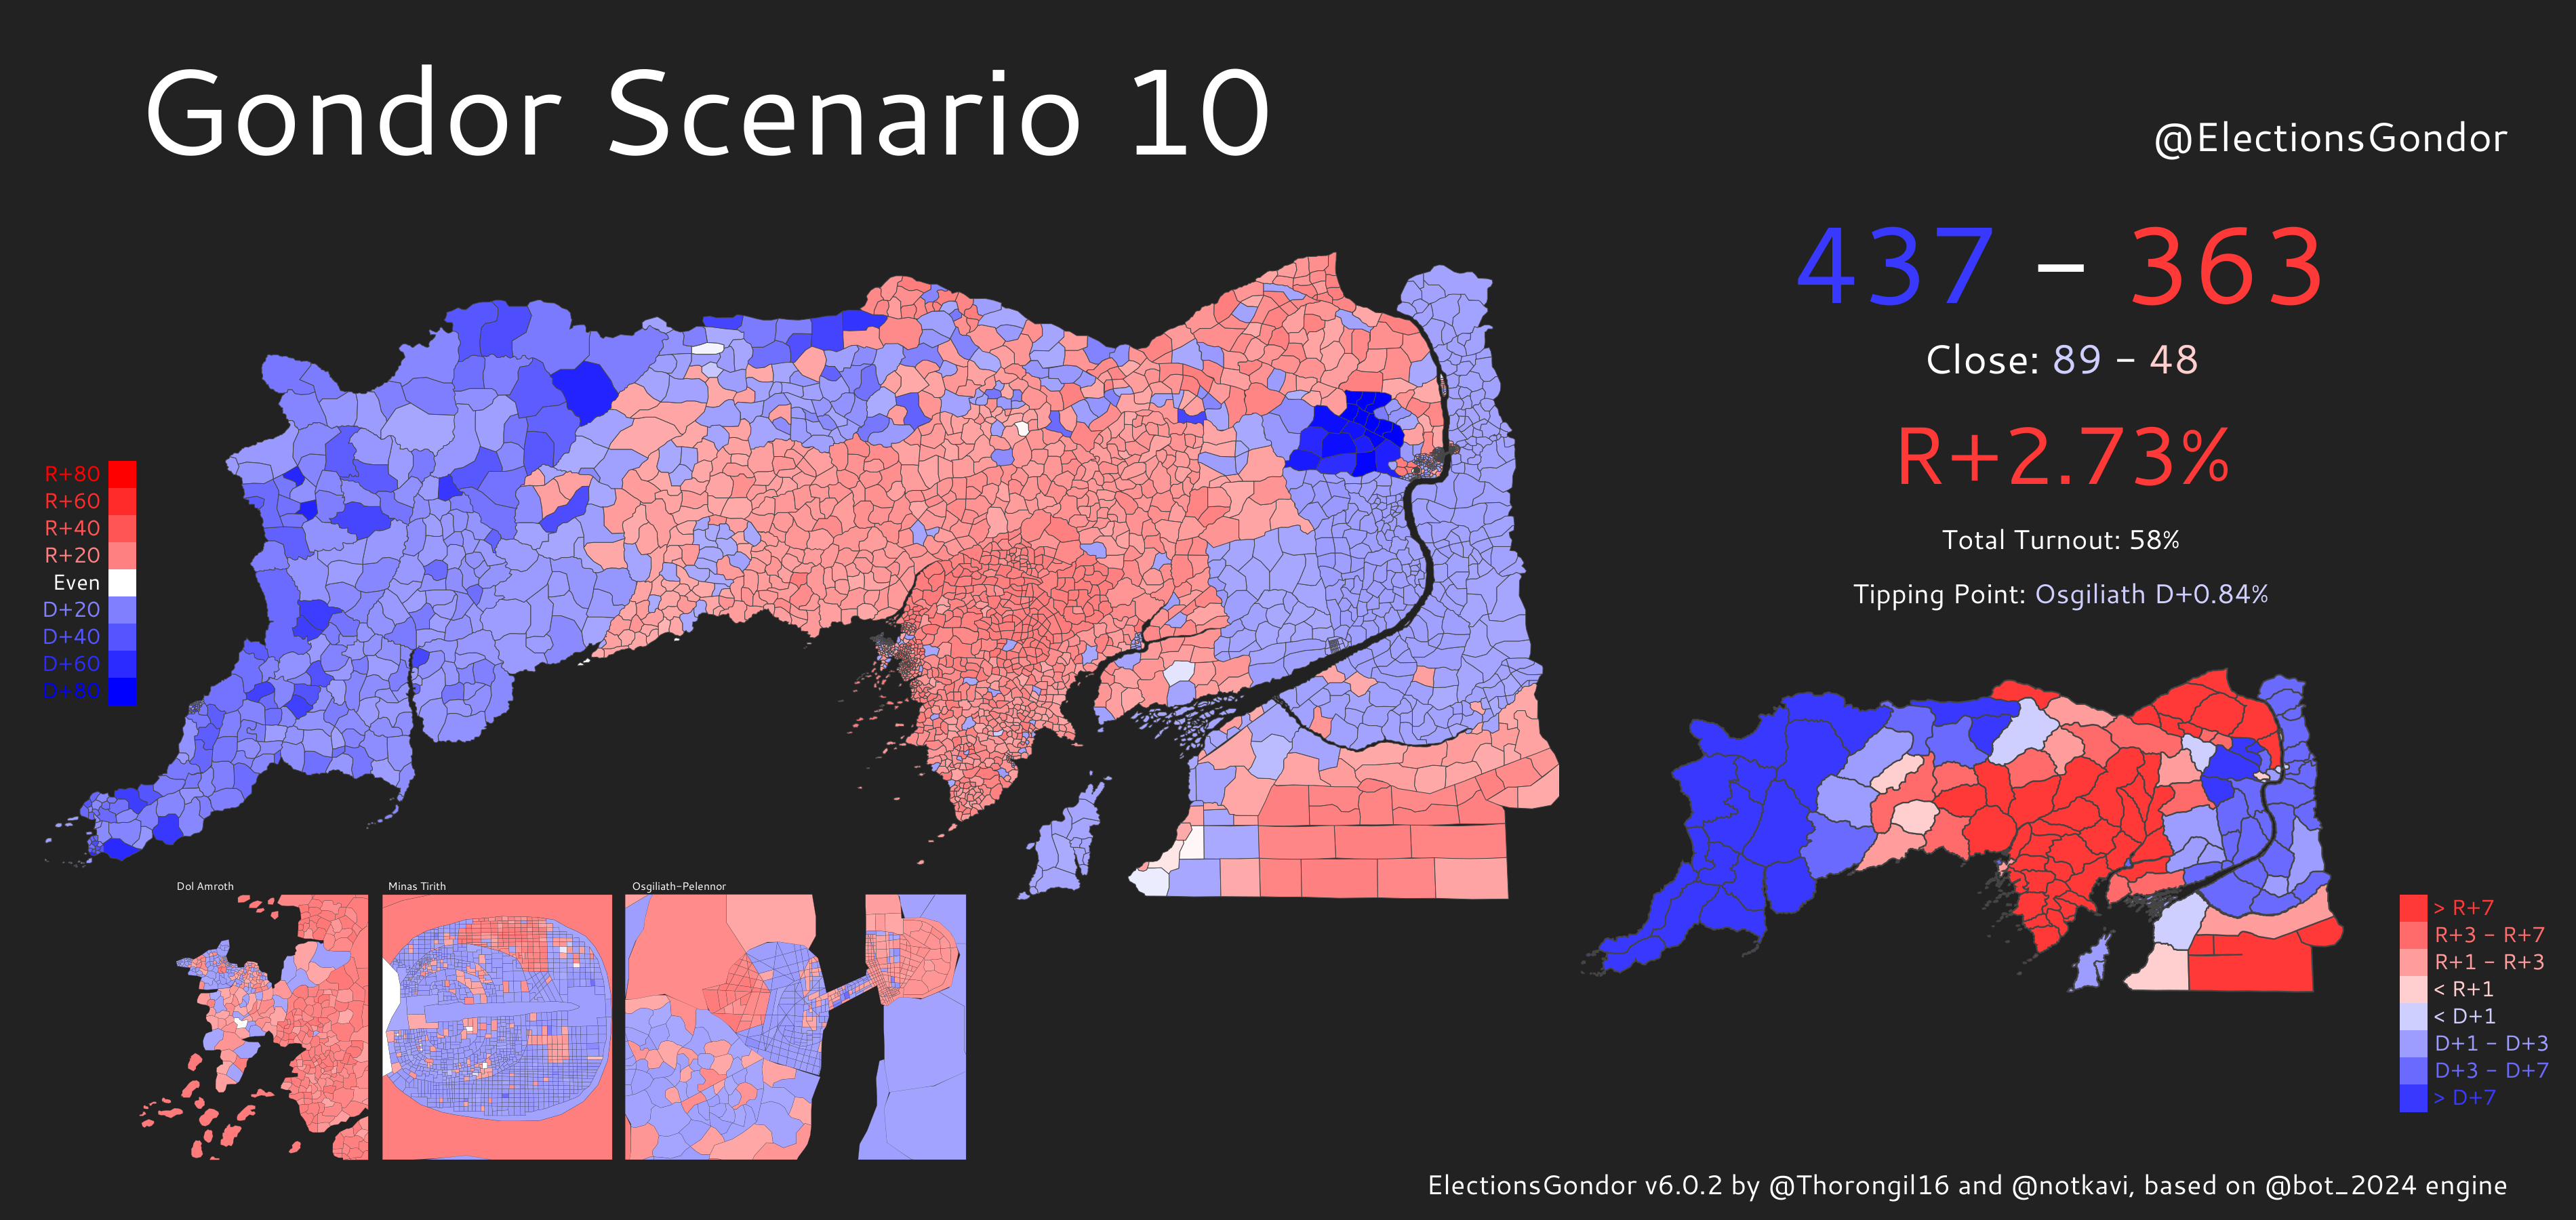 Gondor Scenario 10
@ElectionsGondor
437 – 363
Close: 89 – 48
R+2.73%
Total Turnout: 58%
Tipping Point: Osgiliath D+0.84%
R+80
R+60
R+40
R+20
Even
D+20
D+40
D+60
D+80
Dol Amroth
Minas Tirith
Osgiliath-Pelennor
> R+7
R+3 – R+7
R+1 – R+3
< R+1
< D+1
D+1 – D+3
D+3 – D+7
> D+7
ElectionsGondor v6.0.2 by @Thorongil16 and @notkavi, based on @bot_2024 engine